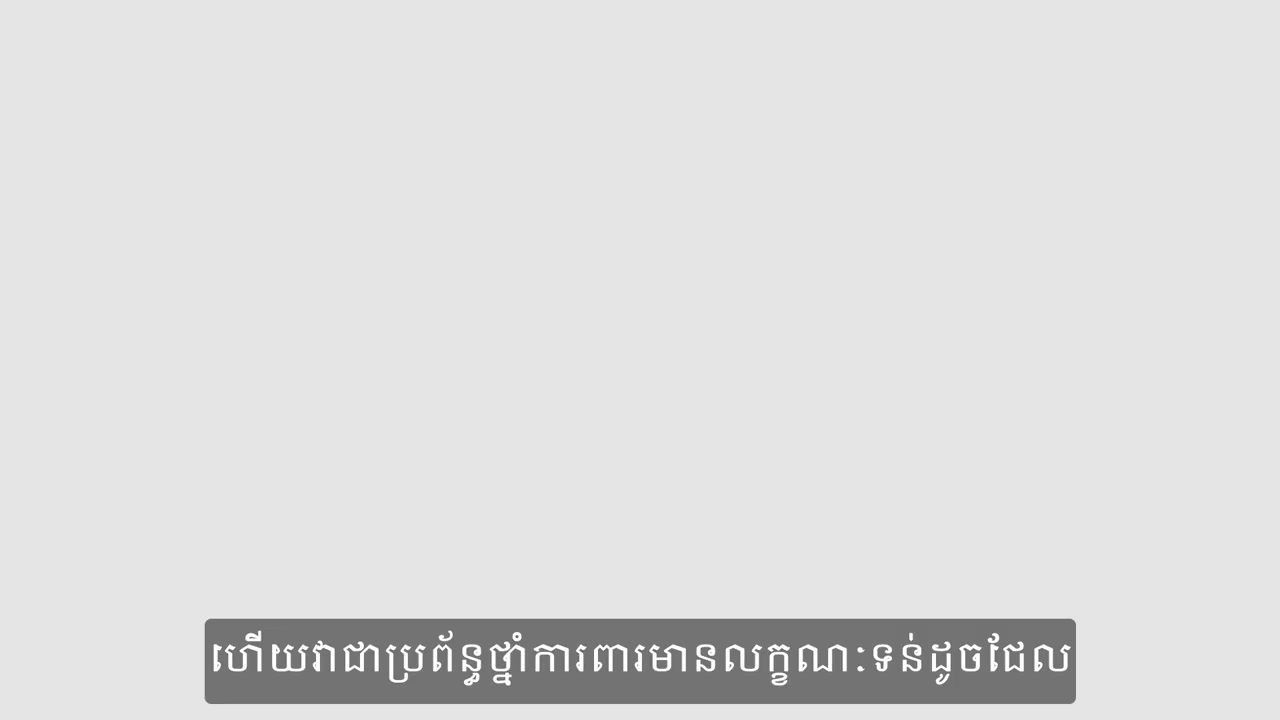 ហើយវាជាប្រព័ន្ធថ្នាំការពារមានលក្ខណៈទន់ដូចជែល